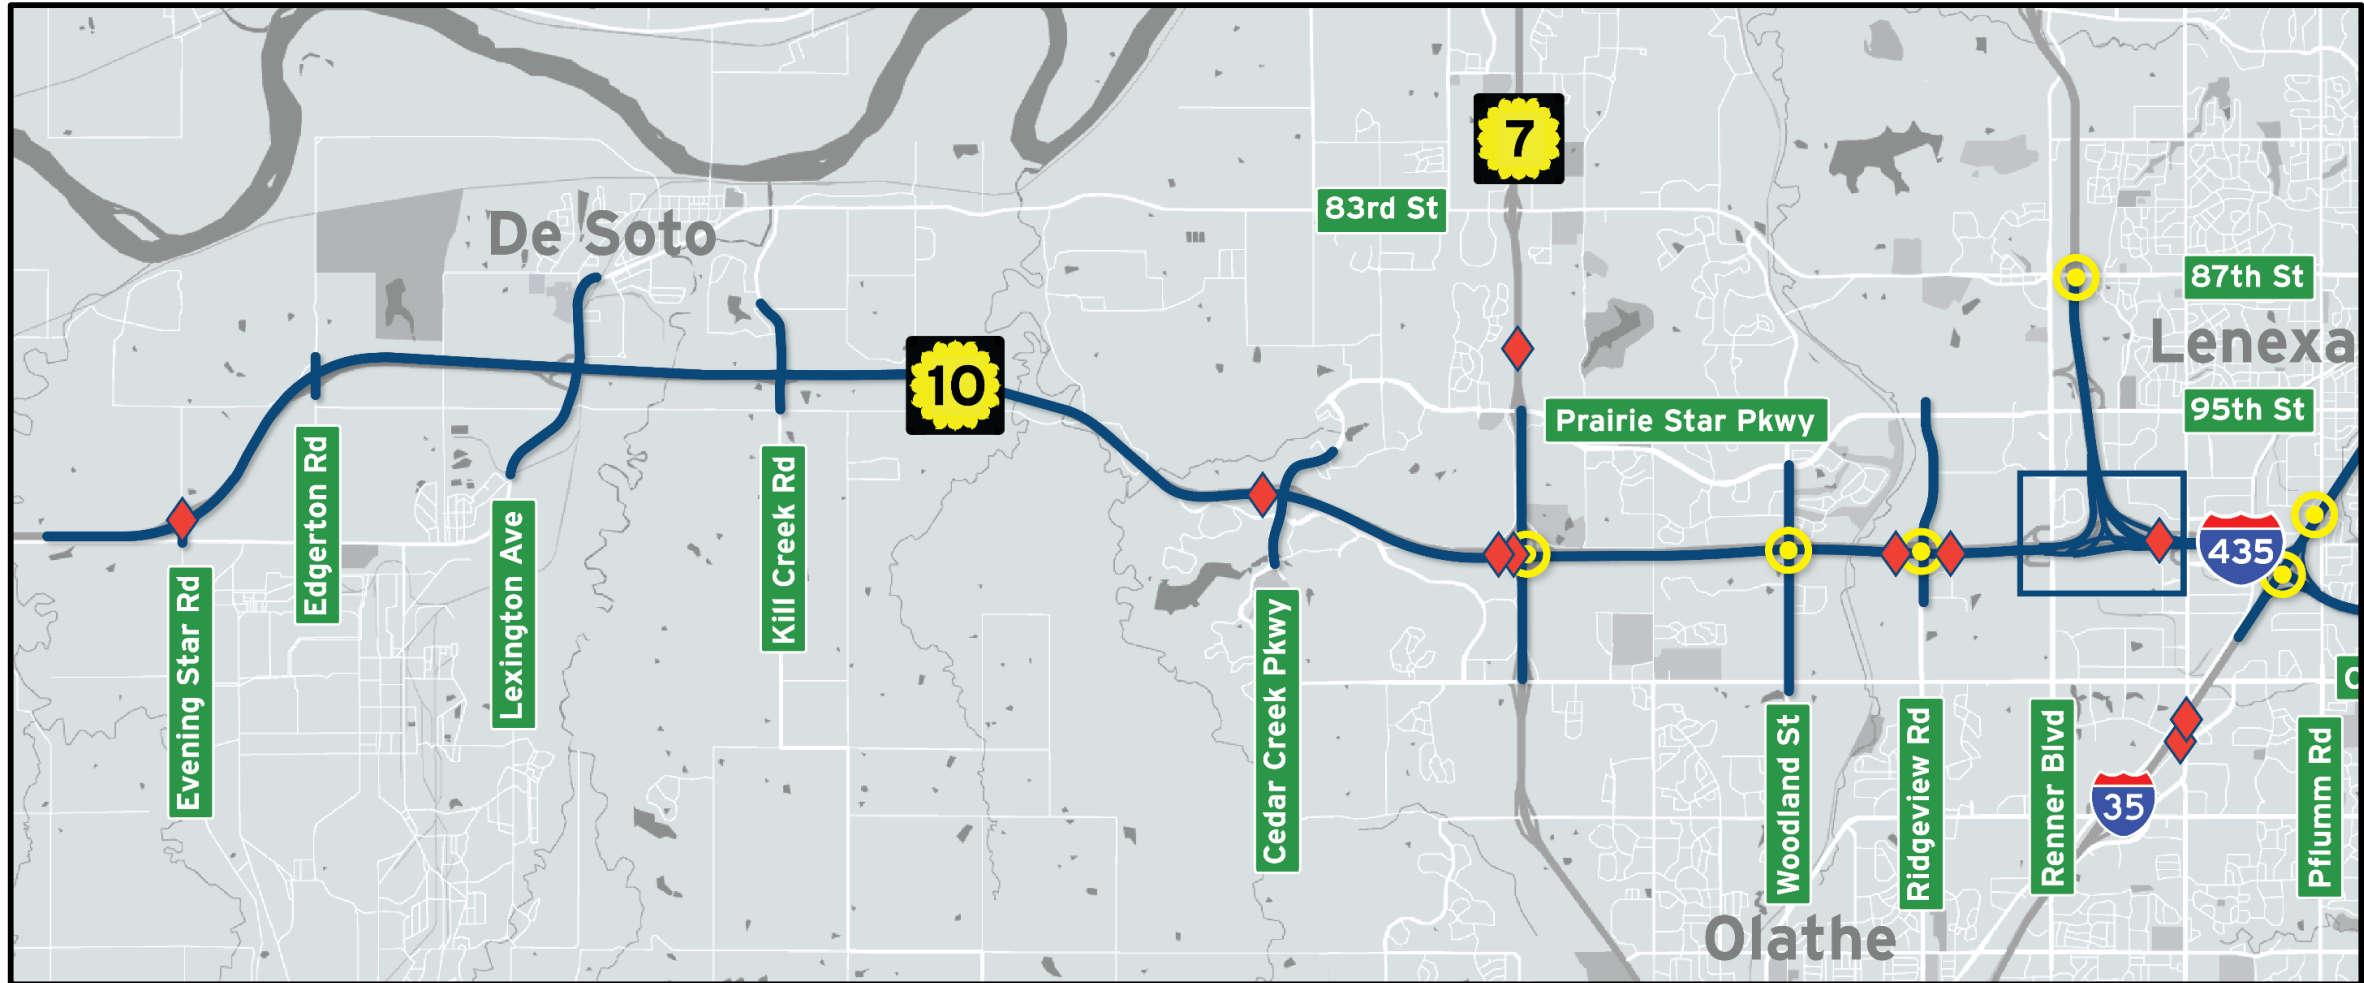 7
83rd St
De Soto
87th St
Lenexa
10
95th St
Prairie Star Pkwy
Edgerton Rd
Kill Creek Rd
Lexington Ave
435
Evening Star Rd
Cedar Creek Pkwy
Woodland St
Ridgeview Rd
Renner Blvd
Pflumm Rd
35
Olathe